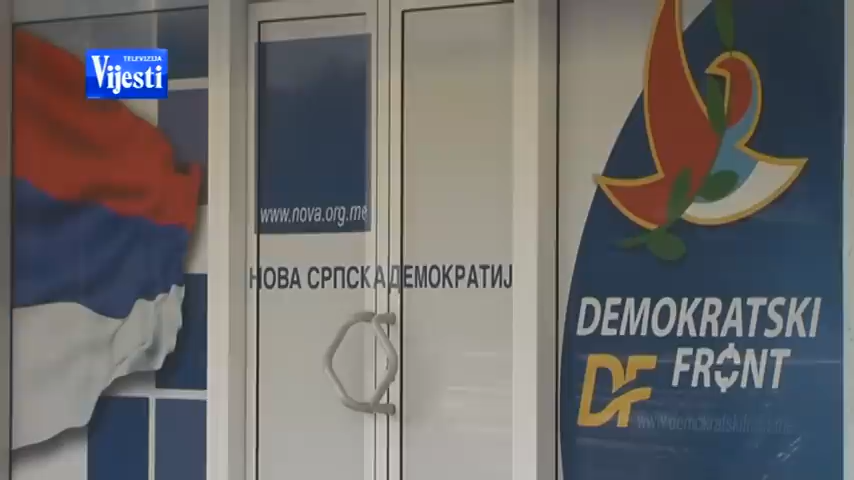 TELEVIZIJA
Vijesti
www.nova.org.me
НОВА СРПСКА ДЕМОКРАТИЈ
DEMOKRATSKI
FRONT
DF